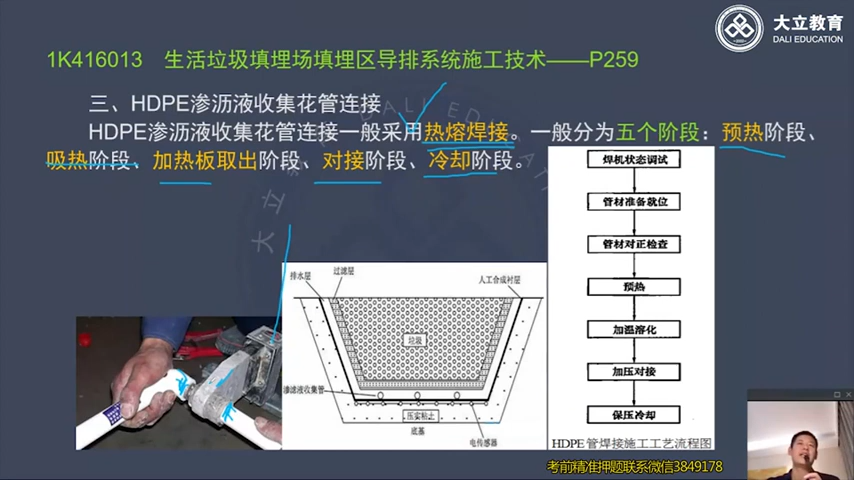 大立教育
DALI EDUCATION
1K416013 生活垃圾填埋场填埋区导排系统施工技术——P259
三、HDPE渗沥液收集花管连接
HDPE渗沥液收集花管连接一般采用热熔焊接。一般分为五个阶段：预热阶段、
吸热阶段、加热板取出阶段、对接阶段、冷却阶段。
焊机状态调试
管材准备就位
管材对正检查
预热
加温溶化
加压对接
保压冷却
HDPE管焊接施工工艺流程图
排水层
过滤层
人工合成衬层
垃圾
渗滤液收集管
压实粘土
底基
电传感器
考前精准押题联系微信3849178